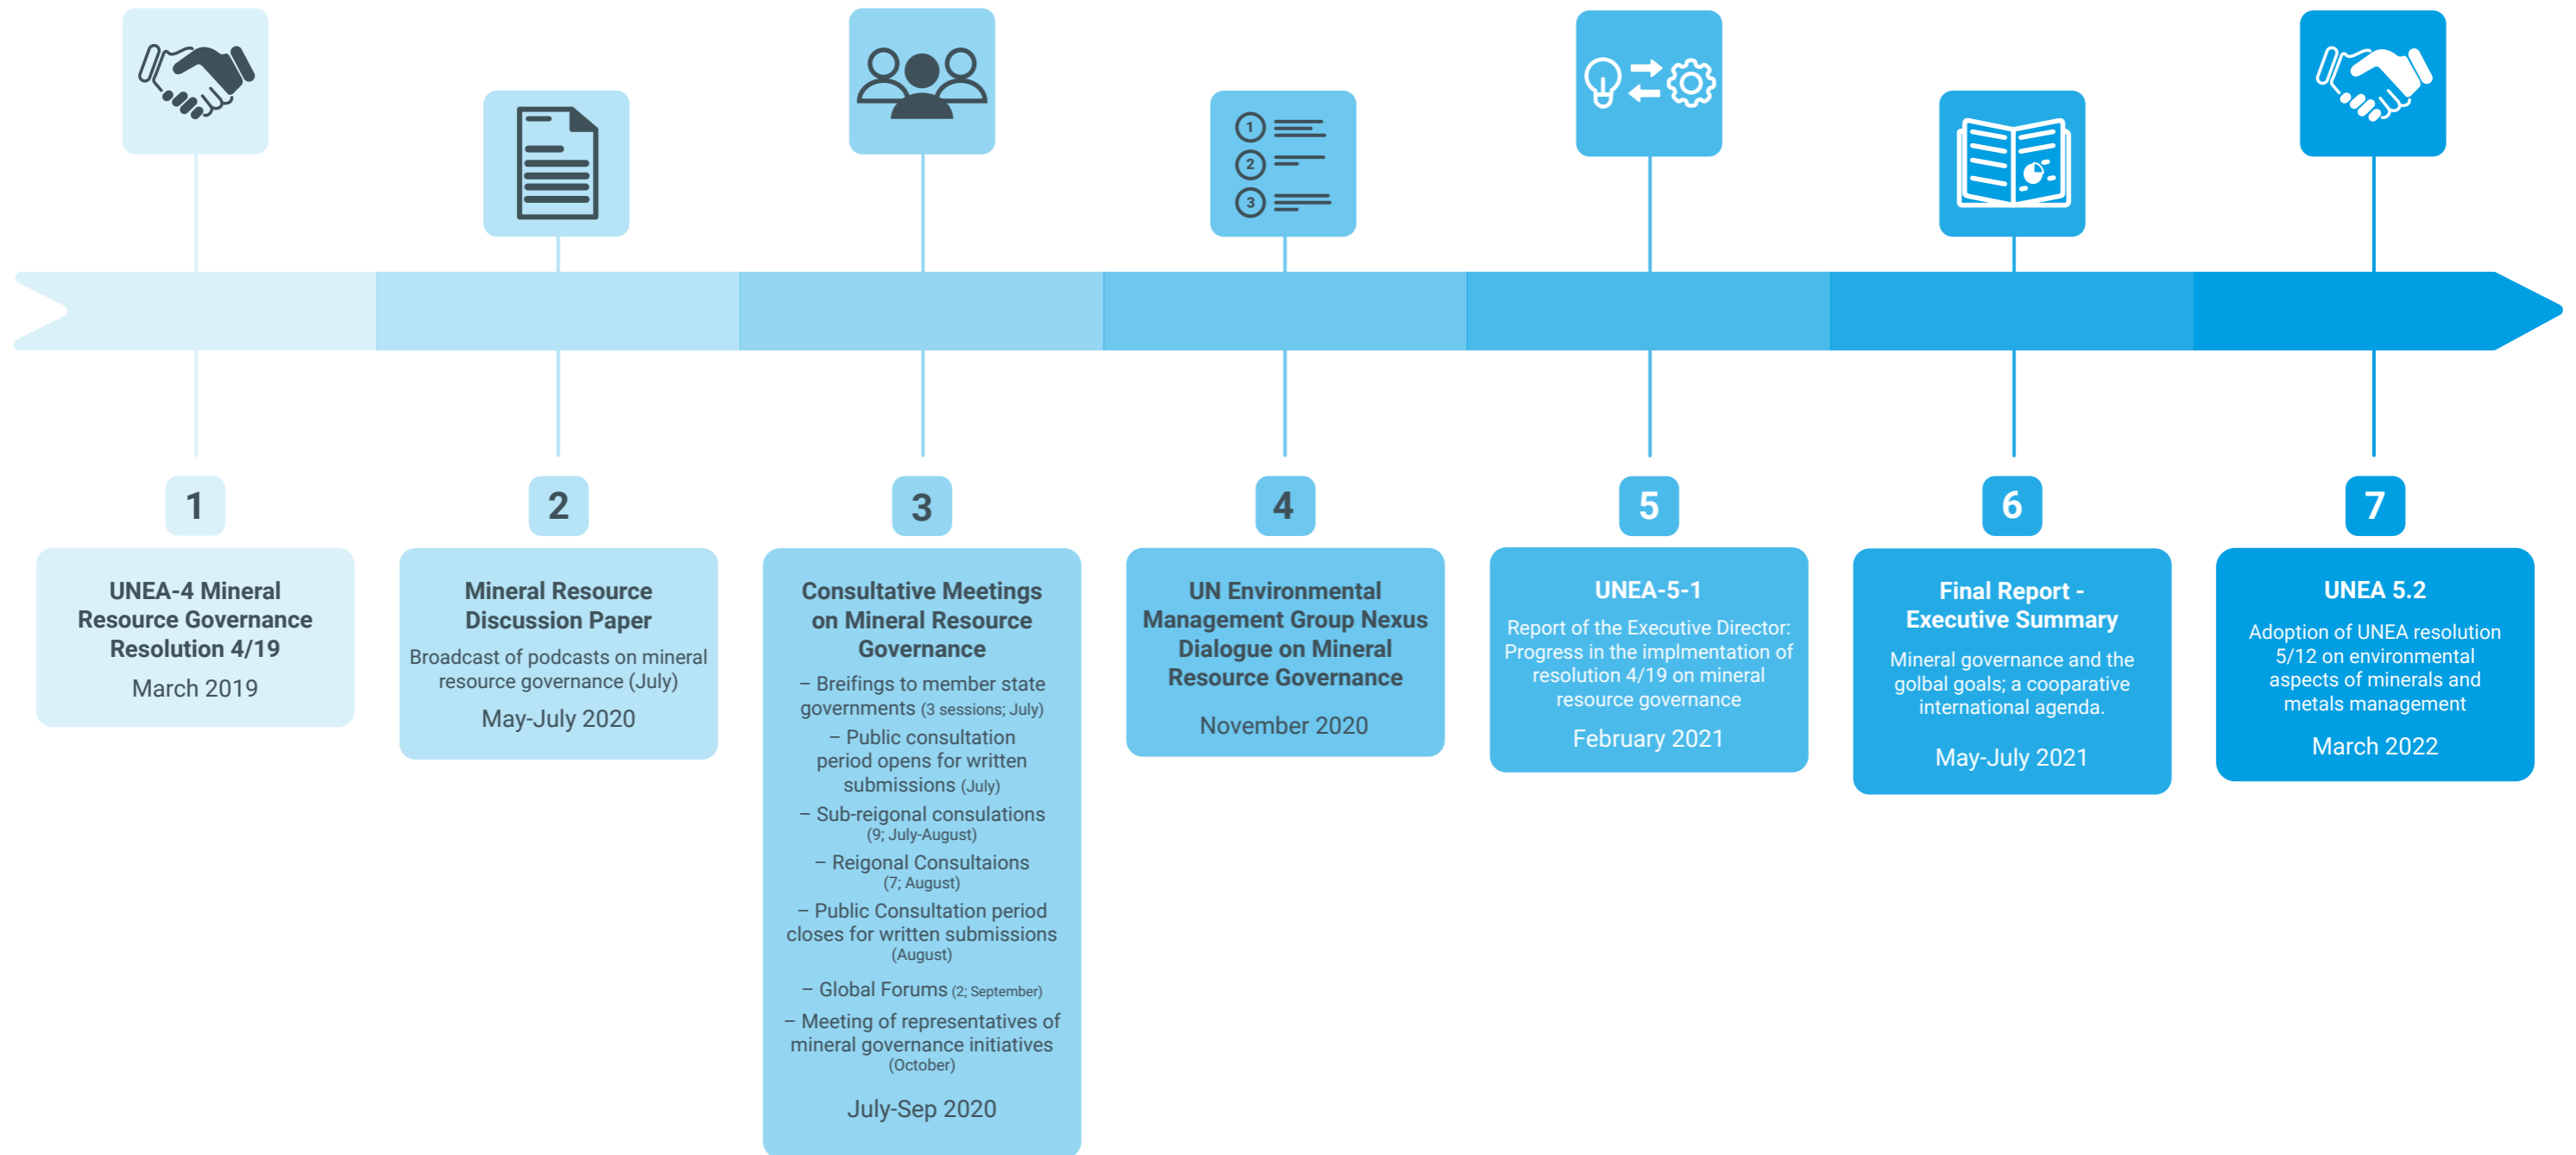 1
2
3
1
UNEA-4 Mineral
Resource Governance
Resolution 4/19
March 2019
2
Mineral Resource
Discussion Paper
Broadcast of podcasts on mineral
resource governance (July)
May-July 2020
3
Consultative Meetings
on Mineral Resource
Governance
– Breifings to member state
governments (3 sessions; July)
– Public consultation
period opens for written
submissions (July)
– Sub-reigonal consulations
(9; July-August)
– Reigonal Consultaions
(7; August)
– Public Consultation period
closes for written submissions
(August)
– Global Forums (2; September)
– Meeting of representatives of
mineral governance initiatives
(October)
July-Sep 2020
4
UN Environmental
Management Group Nexus
Dialogue on Mineral
Resource Governance
November 2020
5
UNEA-5-1
Report of the Executive Director:
Progress in the implmentation of
resolution 4/19 on mineral
resource governance
February 2021
6
Final Report -
Executive Summary
Mineral governance and the
golbal goals; a cooparative
international agenda.
May-July 2021
7
UNEA 5.2
Adoption of UNEA resolution
5/12 on environmental
aspects of minerals and
metals management
March 2022